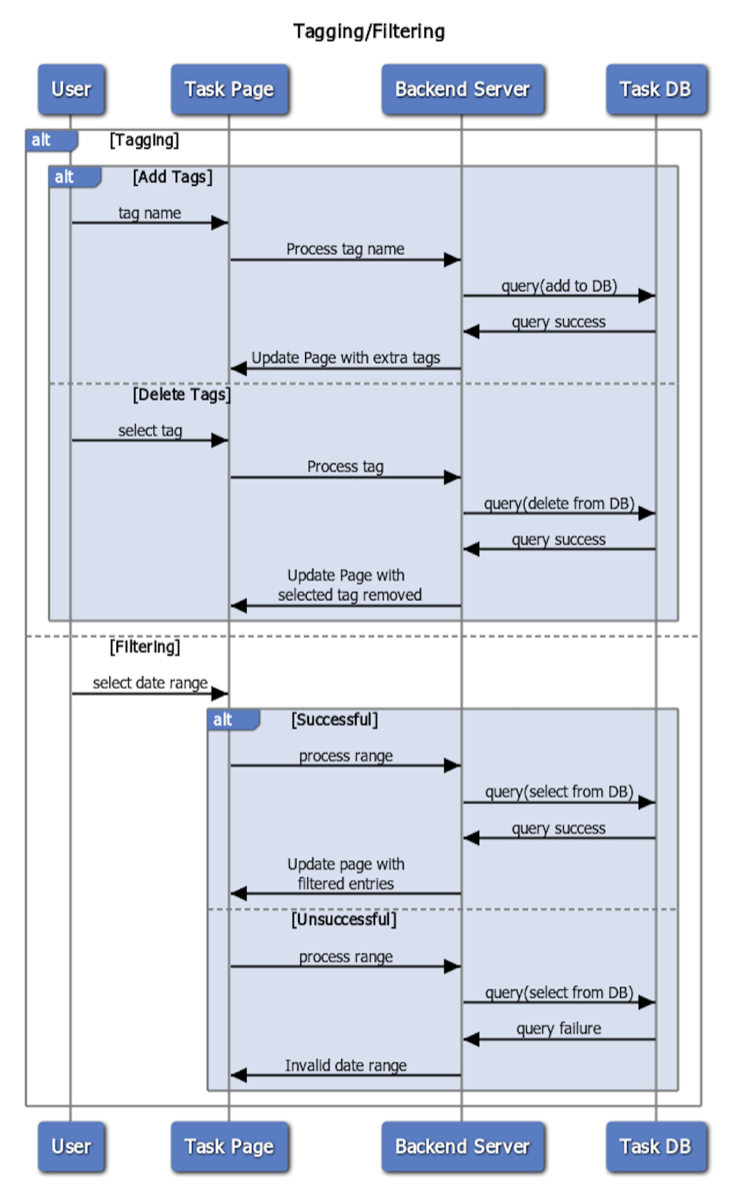 Tagging/Filtering
User
Task Page
Backend Server
Task DB
alt
[Tagging]
alt
[Add Tags]
tag name
Process tag name
query(add to DB)
query success
Update Page with extra tags
[Delete Tags]
select tag
Process tag
query(delete from DB)
query success
Update Page with
selected tag removed
[Filtering]
select date range
alt
[Successful]
process range
query(select from DB)
query success
Update page with
filtered entries
[Unsuccessful]
process range
query(select from DB)
query failure
Invalid date range
User
Task Page
Backend Server
Task DB